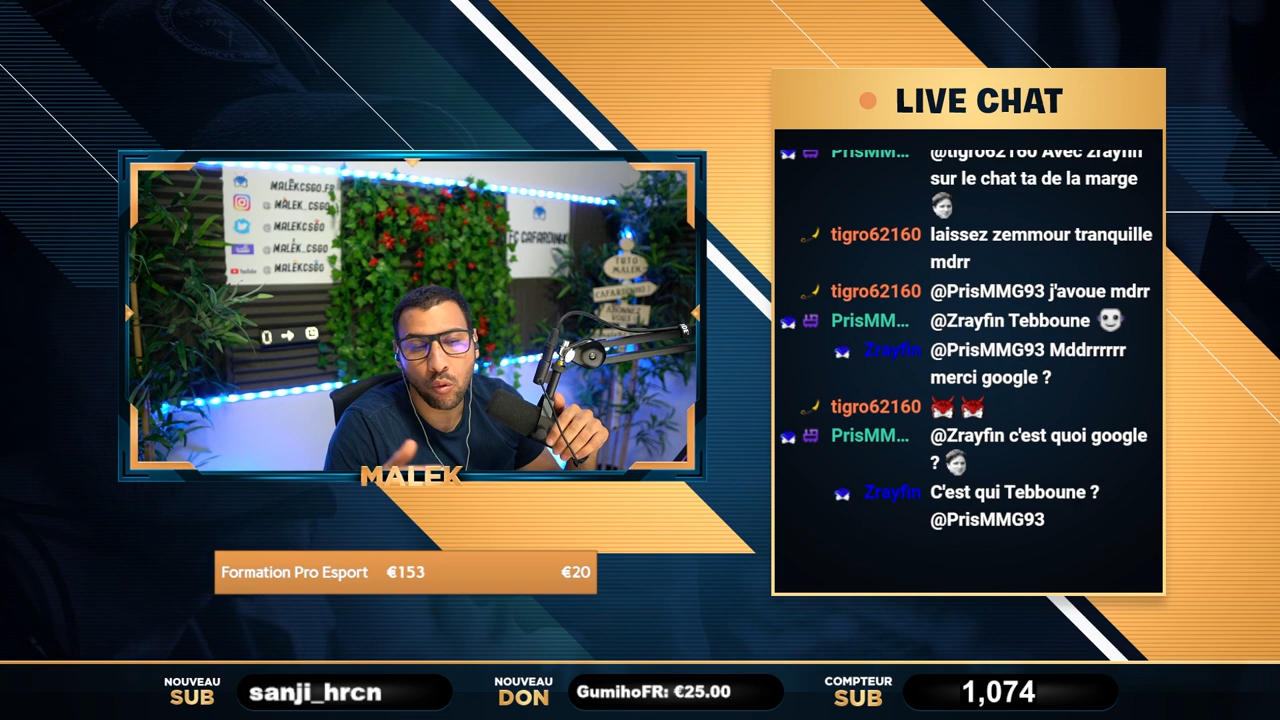 LIVE CHAT
PrisMM... @tigro62160 Avec zrayfin
sur le chat ta de la marge
tigro62160 laissez zemmour tranquille
mdrr
tigro62160 @PrisMMG93 j'avoue mdrr
PrisMM... @Zrayfin Tebboune
Zrayfin @PrisMMG93 Mddrrrrrr
merci google ?
tigro62160
PrisMM... @Zrayfin c'est quoi google
?
Zrayfin C'est qui Tebboune ?
@PrisMMG93
MALEKCSGO.FR
@MALEK_CSGO
@MALEKCSGO
@MALEK_CSGO
YouTube @MALEKCSGO
TUTO
MALEK
MALEK
Formation Pro Esport €153 €20
NOUVEAU
SUB
sanji_hrcn
NOUVEAU
DON
GumihoFR: €25.00
COMPTEUR
SUB
1,074